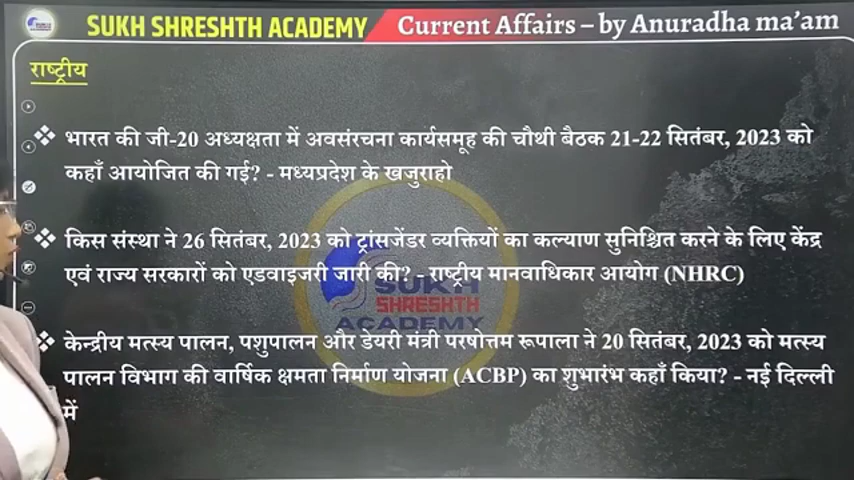 SUKH SHRESHTH ACADEMY
Current Affairs – by Anuradha ma'am
राष्ट्रीय
❖ भारत की जी-20 अध्यक्षता में अवसंरचना कार्यसमूह की चौथी बैठक 21-22 सितंबर, 2023 को
कहाँ आयोजित की गई? - मध्यप्रदेश के खजुराहो
❖ किस संस्था ने 26 सितंबर, 2023 को ट्रांसजेंडर व्यक्तियों का कल्याण सुनिश्चित करने के लिए केंद्र
एवं राज्य सरकारों को एडवाइजरी जारी की? - राष्ट्रीय मानवाधिकार आयोग (NHRC)
❖ केन्द्रीय मत्स्य पालन, पशुपालन और डेयरी मंत्री परषोत्तम रूपाला ने 20 सितंबर, 2023 को मत्स्य
पालन विभाग की वार्षिक क्षमता निर्माण योजना (ACBP) का शुभारंभ कहाँ किया? - नई दिल्ली
में
SUKH
SHRESHTH
ACADEMY